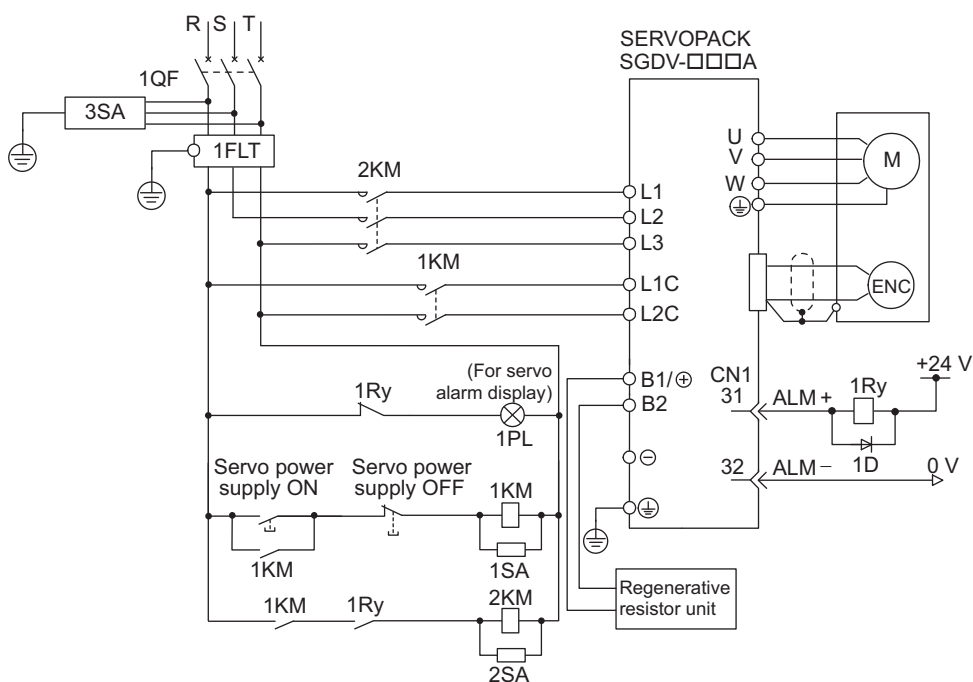 R S T
1QF
3SA
1FLT
2KM
1KM
SERVOPACK
SGDV-□□□A
U
V
W
M
ENC
L1
L2
L3
L1C
L2C
B1/⊕
B2
⊖
CN1
31
ALM +
1Ry
+24 V
1D
32
ALM −
0 V
1Ry
(For servo
alarm display)
1PL
Servo power
supply ON
Servo power
supply OFF
1KM
1KM
1SA
1KM
1Ry
2KM
2SA
Regenerative
resistor unit